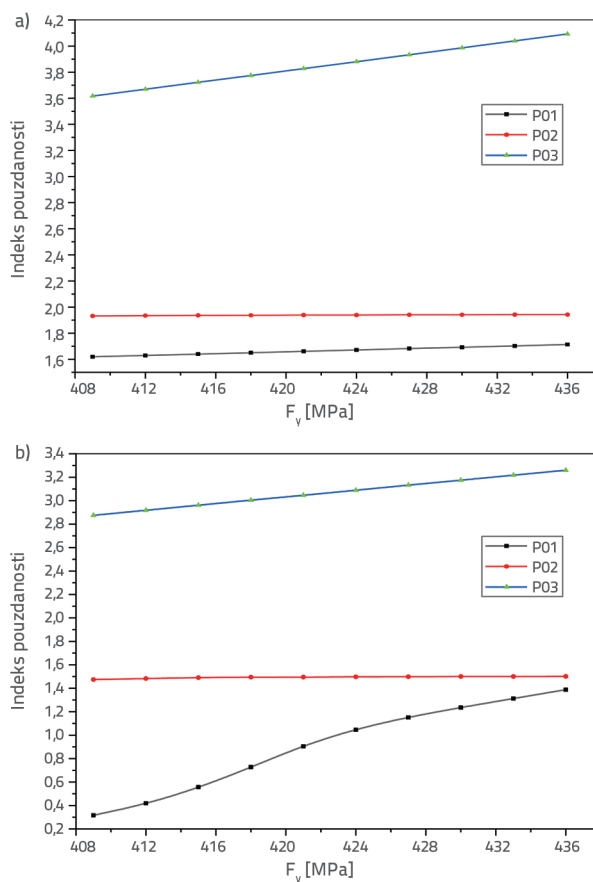 a)
Indeks pouzdanosti
4,2
4,0
3,8
3,6
3,4
3,2
3,0
2,8
2,6
2,4
2,2
2,0
1,8
1,6
P01
P02
P03
408 412 416 420 424 428 430 433 436
F_y [MPa]
b)
Indeks pouzdanosti
3,4
3,2
3,0
2,8
2,6
2,4
2,2
2,0
1,8
1,6
1,4
1,2
1,0
0,8
0,6
0,4
0,2
P01
P02
P03
408 412 416 420 424 428 432 436
F_y [MPa]